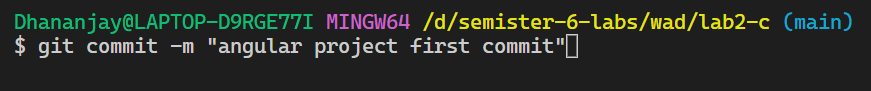 Dhananjay@LAPTOP-D9RGE77I MINGW64 /d/semister-6-labs/wad/lab2-c (main)
$ git commit -m "angular project first commit"